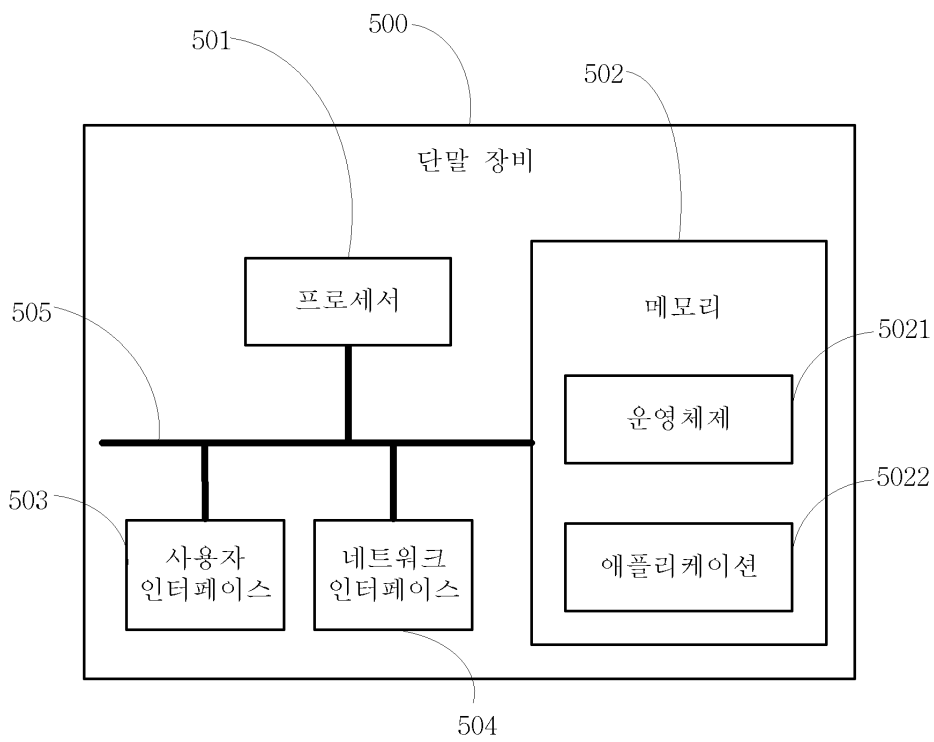 500
501
502
단말 장비
프로세서
메모리
505
5021
운영체제
503
5022
사용자
인터페이스
네트워크
인터페이스
애플리케이션
504